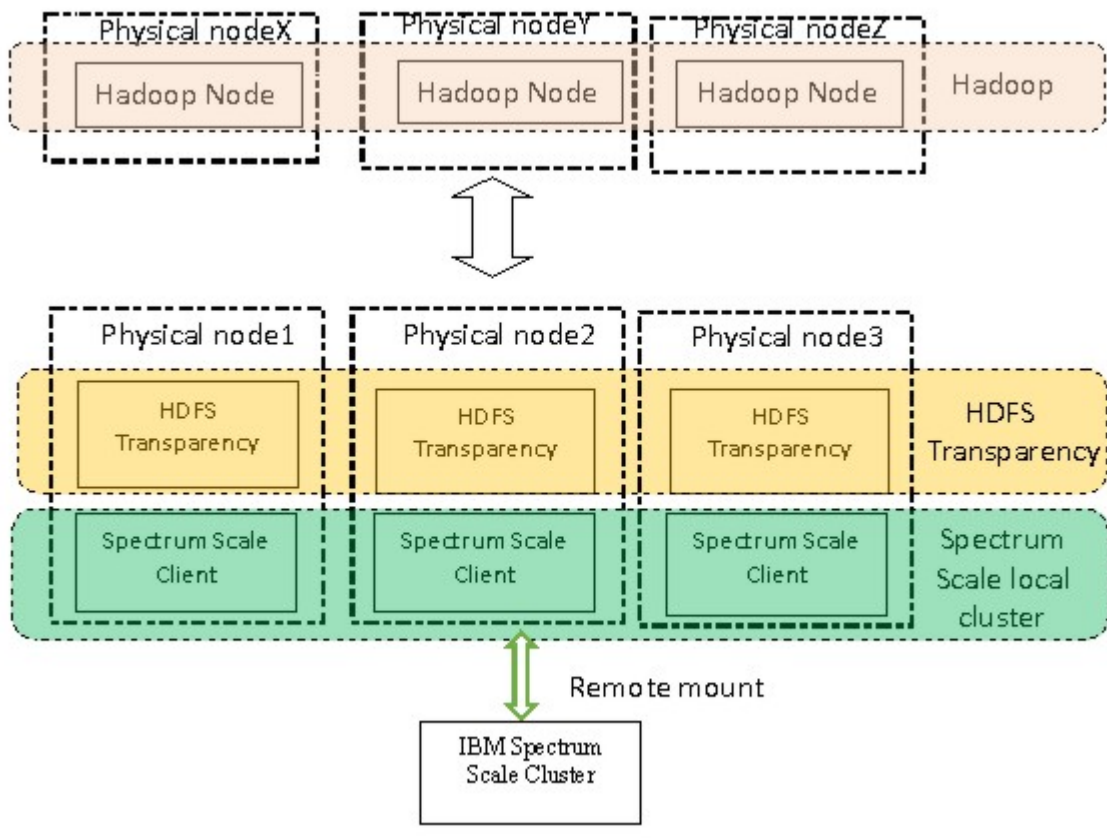 Physical nodeX
Physical nodeY
Physical nodeZ
Hadoop Node
Hadoop Node
Hadoop Node
Hadoop
Physical node1
Physical node2
Physical node3
HDFS
Transparency
HDFS
Transparency
HDFS
Transparency
HDFS
Transparency
Spectrum Scale
Client
Spectrum Scale
Client
Spectrum Scale
Client
Spectrum
Scale local
cluster
Remote mount
IBM Spectrum
Scale Cluster